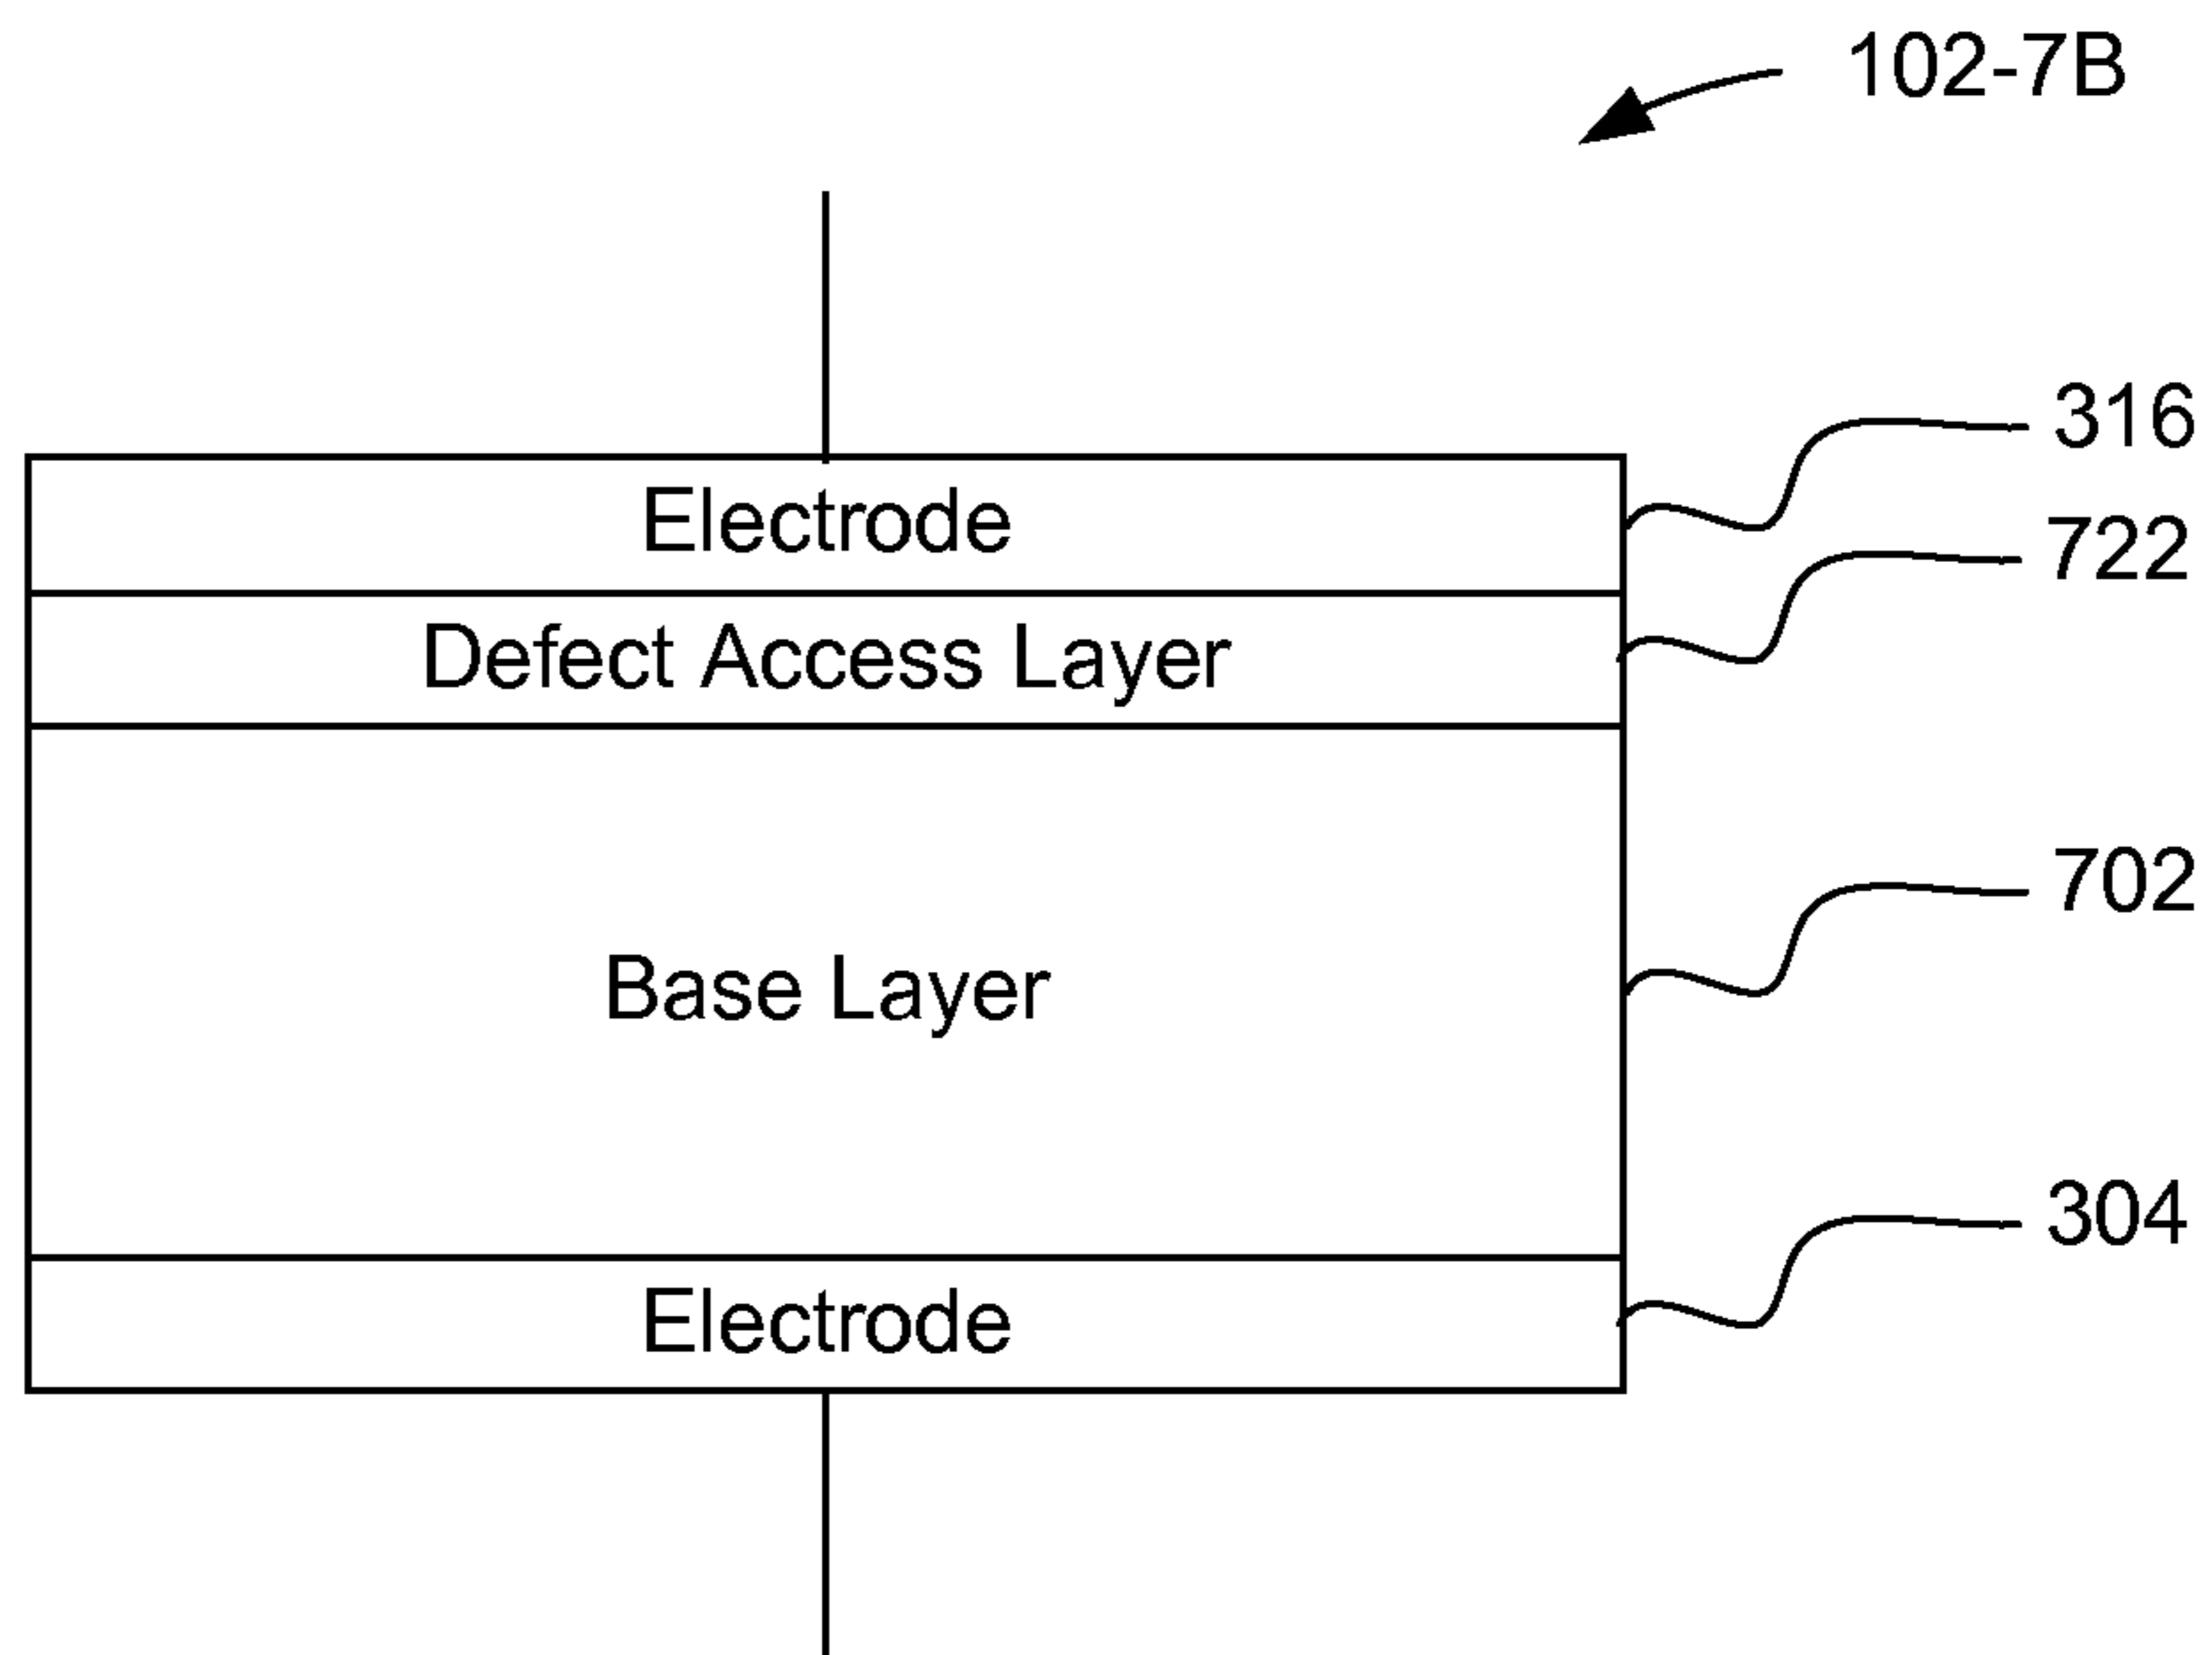 102-7B
316
Electrode
722
Defect Access Layer
702
Base Layer
304
Electrode